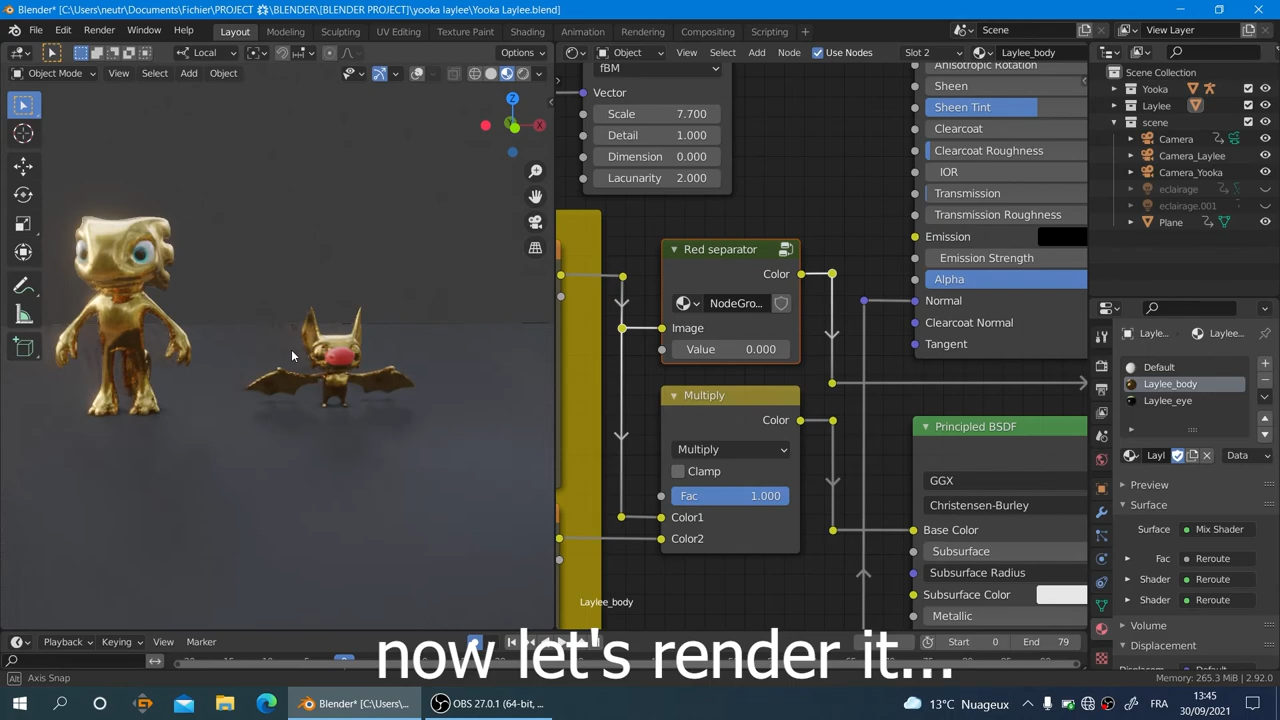 Blender* [C:\Users\neutr\Documents\Fichier\PROJECT \BLENDER\[BLENDER PROJECT]\yooka laylee\Yooka Laylee.blend]
File Edit Render Window Help Layout Modeling Sculpting UV Editing Texture Paint Shading Animation Rendering Compositing Scripting + Scene View Layer
Local Options Object View Select Add Node Use Nodes Slot 2 Laylee_body
Object Mode View Select Add Object
fBM
Vector
Scale 7.700
Detail 1.000
Dimension 0.000
Lacunarity 2.000
Red separator
Color
NodeGro...
Image
Value 0.000
Multiply
Color
Multiply
Clamp
Fac 1.000
Color1
Color2
Laylee_body
Anisotropic Rotation
Sheen
Sheen Tint
Clearcoat
Clearcoat Roughness
IOR
Transmission
Transmission Roughness
Emission
Emission Strength
Alpha
Normal
Clearcoat Normal
Tangent
Principled BSDF
GGX
Christensen-Burley
Base Color
Subsurface
Subsurface Radius
Subsurface Color
Metallic
Scene Collection
Yooka
Laylee
scene
Camera
Camera_Laylee
Camera_Yooka
eclairage
eclairage.001
Plane
Layle... Laylee...
Default
Laylee_body
Laylee_eye
Layl Data
Preview
Surface
Surface Mix Shader
Fac Reroute
Shader Reroute
Shader Reroute
Volume
Displacement
Playback Keying View Marker Start 0 End 79
now let's render it...
Alt Axis Snap Memory: 265.3 MiB | 2.92.0
Blender* [C:\Users/... OBS 27.0.1 (64-bit, ... 13°C Nuageux FRA 13:45
30/09/2021